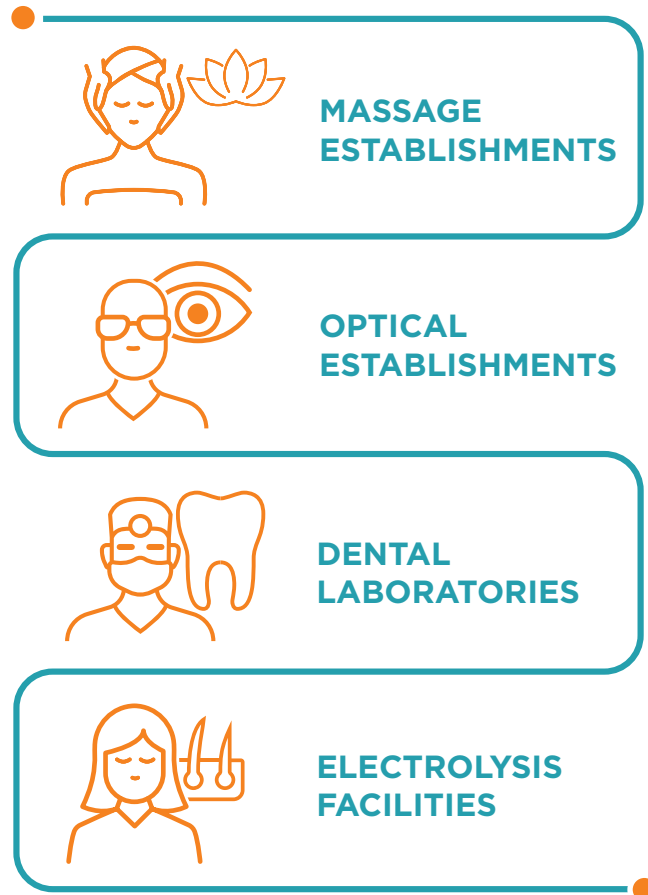 MASSAGE
ESTABLISHMENTS
OPTICAL
ESTABLISHMENTS
DENTAL
LABORATORIES
ELECTROLYSIS
FACILITIES